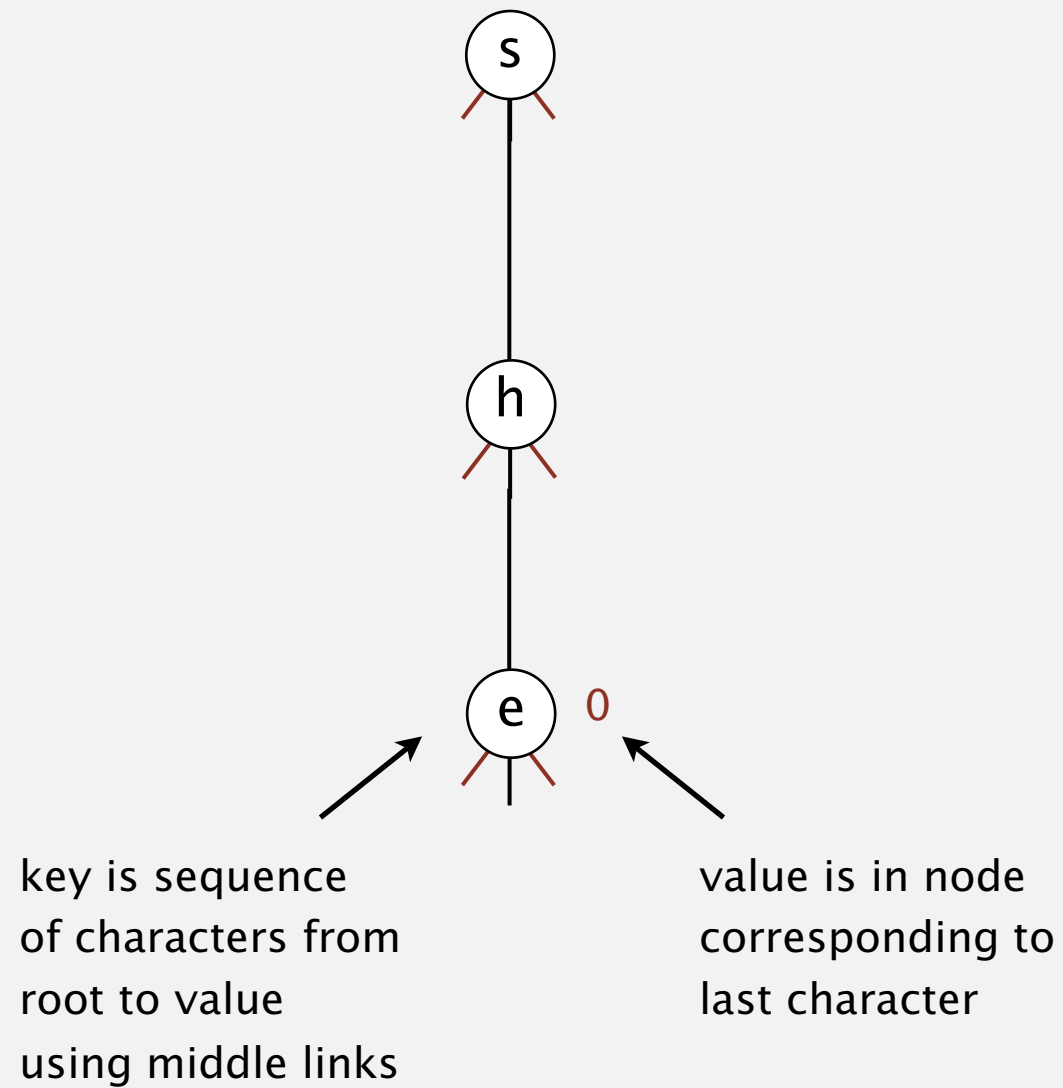 s
h
e 0
key is sequence
of characters from
root to value
using middle links
value is in node
corresponding to
last character